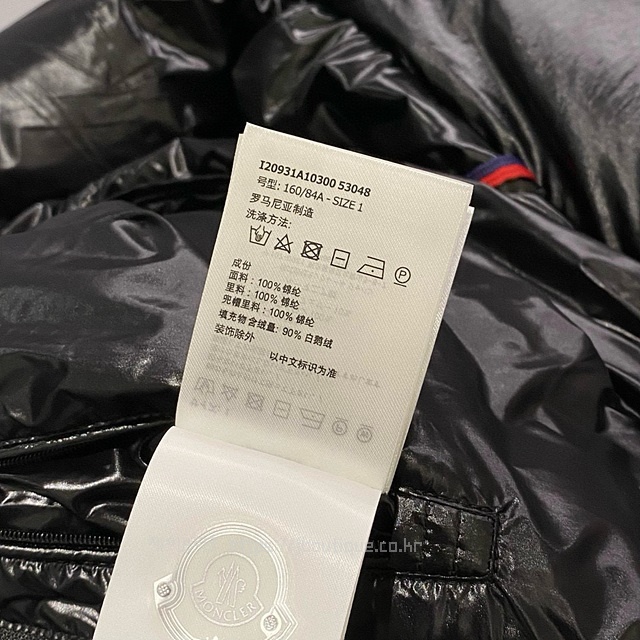 I20931A10300 53048
号型: 160/84A - SIZE 1
罗马尼亚制造
洗涤方法:
成份
面料: 100% 锦纶
里料: 100% 锦纶
兜槽里料: 100% 锦纶
填充物含绒量: 90% 白鹅绒
装饰除外
以中文标识为准
MONCLER